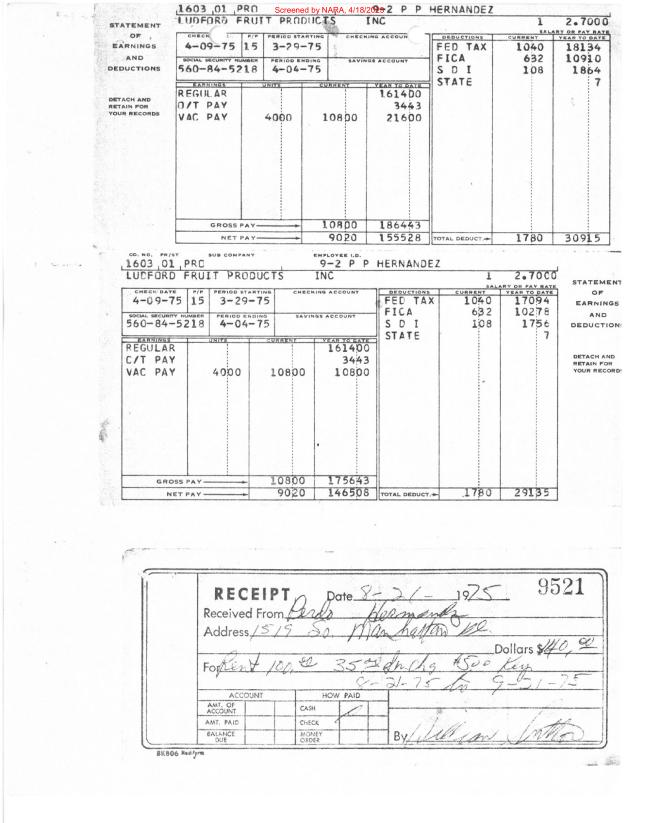 Screened by NARA, 4/18/2023
1603 ,01 ,PRO 9-2 P P HERNANDEZ
LUDFORD FRUIT PRODUCTS INC 1 2.7000
STATEMENT OF EARNINGS AND DEDUCTIONS
DETACH AND RETAIN FOR YOUR RECORDS
CHECK P/P PERIOD STARTING CHECKING ACCOUN DEDUCTIONS CURRENT SALARY OR PAY RATE YEAR TO DATE
4-09-75 15 3-29-75 FED TAX 1040 18134
SOCIAL SECURITY NUMBER PERIOD ENDING SAVINGS ACCOUNT FICA 632 10910
560-84-5218 4-04-75 S D I 108 1864
EARNINGS UNITS CURRENT YEAR TO DATE STATE 7
REGULAR 161400
O/T PAY 3443
VAC PAY 4000 10800 21600
GROSS PAY 10800 186443
NET PAY 9020 155528 TOTAL DEDUCT. 1780 30915
CO. NO. PR/ST SUB COMPANY EMPLOYEE I.D.
1603 ,01 ,PRO 9-2 P P HERNANDEZ
LUDFORD FRUIT PRODUCTS INC 1 2.7000
STATEMENT OF EARNINGS AND DEDUCTION
DETACH AND RETAIN FOR YOUR RECORDS
CHECK DATE P/P PERIOD STARTING CHECKING ACCOUNT DEDUCTIONS CURRENT SALARY OR PAY RATE YEAR TO DATE
4-09-75 15 3-29-75 FED TAX 1040 17094
SOCIAL SECURITY NUMBER PERIOD ENDING SAVINGS ACCOUNT FICA 632 10278
560-84-5218 4-04-75 S D I 108 1756
EARNINGS UNITS CURRENT YEAR TO DATE STATE 7
REGULAR 161400
O/T PAY 3443
VAC PAY 4000 10800 10800
GROSS PAY 10800 175643
NET PAY 9020 146508 TOTAL DEDUCT. 1780 29135
RECEIPT Date 8-21- 1975 9521
Received From Perdo Hermandz
Address 1519 So. Manhattan Pl.
Dollars $140,00
For Rent 100,00 35 00 $500 Key
8-21-75 to 9-21-75
ACCOUNT HOW PAID
AMT. OF ACCOUNT CASH
AMT. PAID CHECK
BALANCE DUE MONEY ORDER
By William
8K806 Rediform